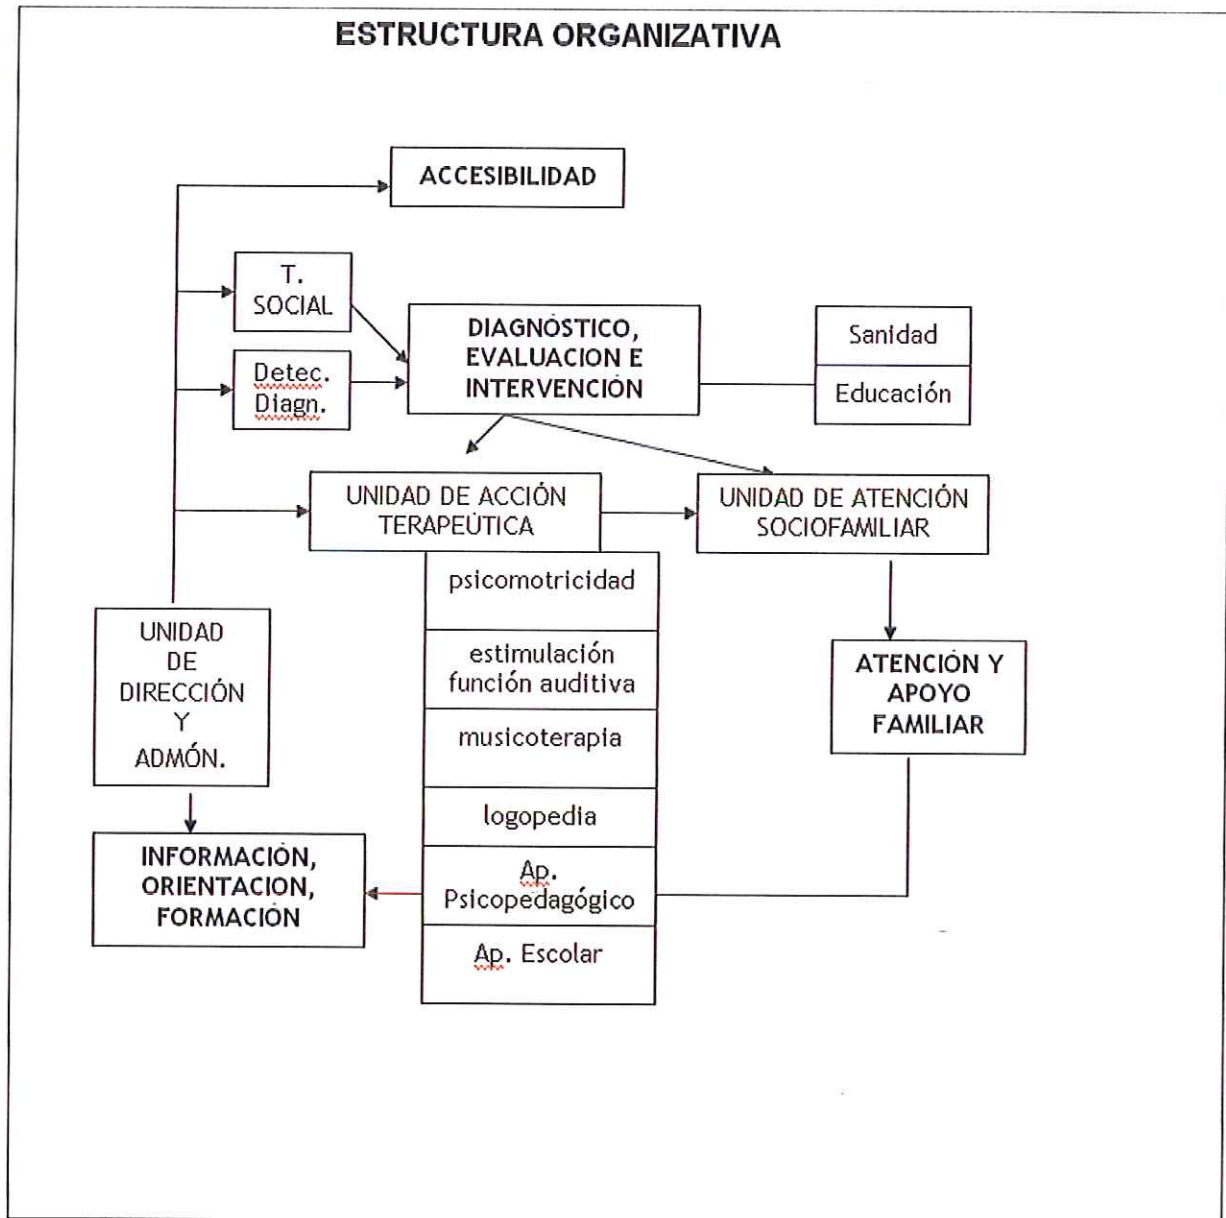 ESTRUCTURA ORGANIZATIVA
ACCESIBILIDAD
T.
SOCIAL
Detec.
Diagn.
DIAGNÓSTICO,
EVALUACION E
INTERVENCIÓN
Sanidad
Educación
UNIDAD DE ACCIÓN
TERAPEÚTICA
UNIDAD DE ATENCIÓN
SOCIOFAMILIAR
psicomotricidad
estimulación
función auditiva
musicoterapia
logopedia
Ap.
Psicopedagógico
Ap. Escolar
UNIDAD
DE
DIRECCIÓN
Y
ADMÓN.
ATENCIÓN Y
APOYO
FAMILIAR
INFORMACIÓN,
ORIENTACION,
FORMACIÓN